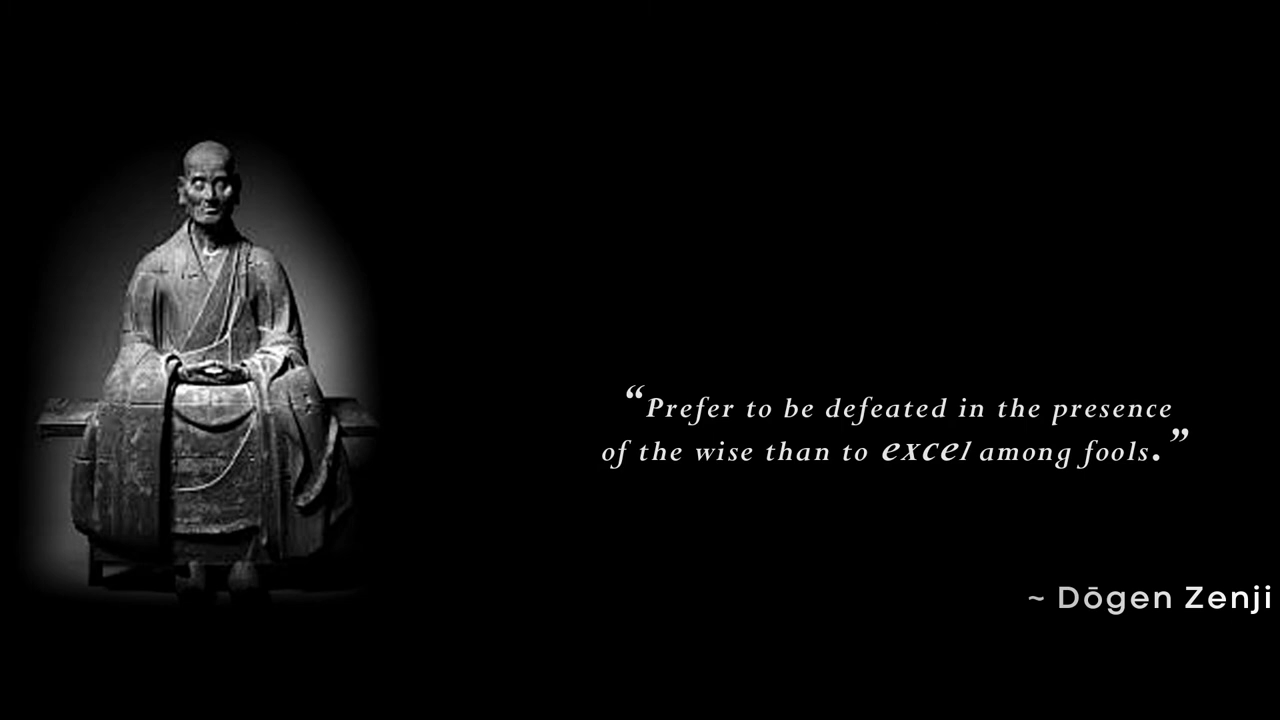 “Prefer to be defeated in the presence
of the wise than to excel among fools.”
~ Dōgen Zenji